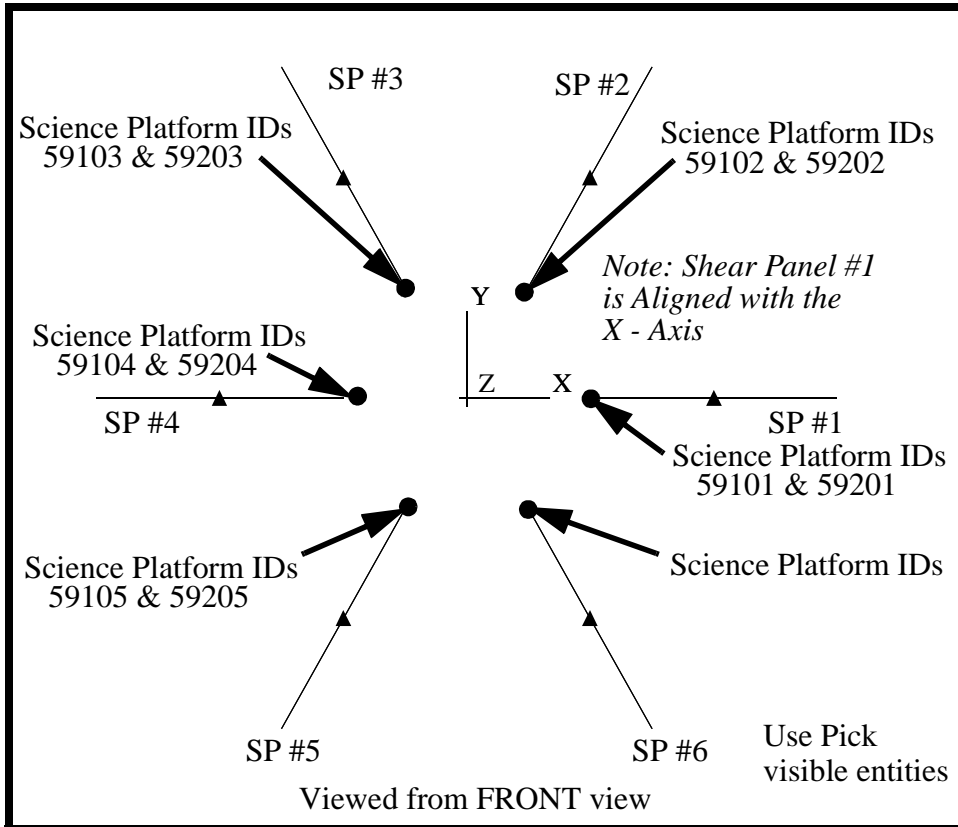 SP #3
SP #2
Science Platform IDs
59103 & 59203
Science Platform IDs
59102 & 59202
Note: Shear Panel #1
is Aligned with the
X - Axis
Y
Science Platform IDs
59104 & 59204
Z
X
SP #4
SP #1
Science Platform IDs
59101 & 59201
Science Platform IDs
59105 & 59205
Science Platform IDs
SP #5
SP #6
Use Pick
visible entities
Viewed from FRONT view